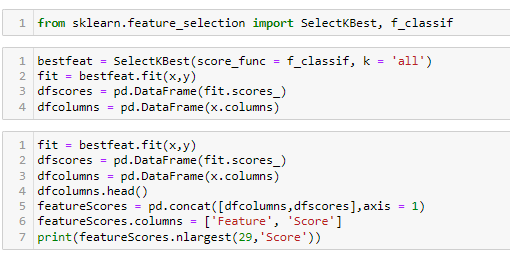 1 from sklearn.feature_selection import SelectKBest, f_classif
1 bestfeat = SelectKBest(score_func = f_classif, k = 'all')
2 fit = bestfeat.fit(x,y)
3 dfscores = pd.DataFrame(fit.scores_)
4 dfcolumns = pd.DataFrame(x.columns)
1 fit = bestfeat.fit(x,y)
2 dfscores = pd.DataFrame(fit.scores_)
3 dfcolumns = pd.DataFrame(x.columns)
4 dfcolumns.head()
5 featureScores = pd.concat([dfcolumns,dfscores],axis = 1)
6 featureScores.columns = ['Feature', 'Score']
7 print(featureScores.nlargest(29,'Score'))